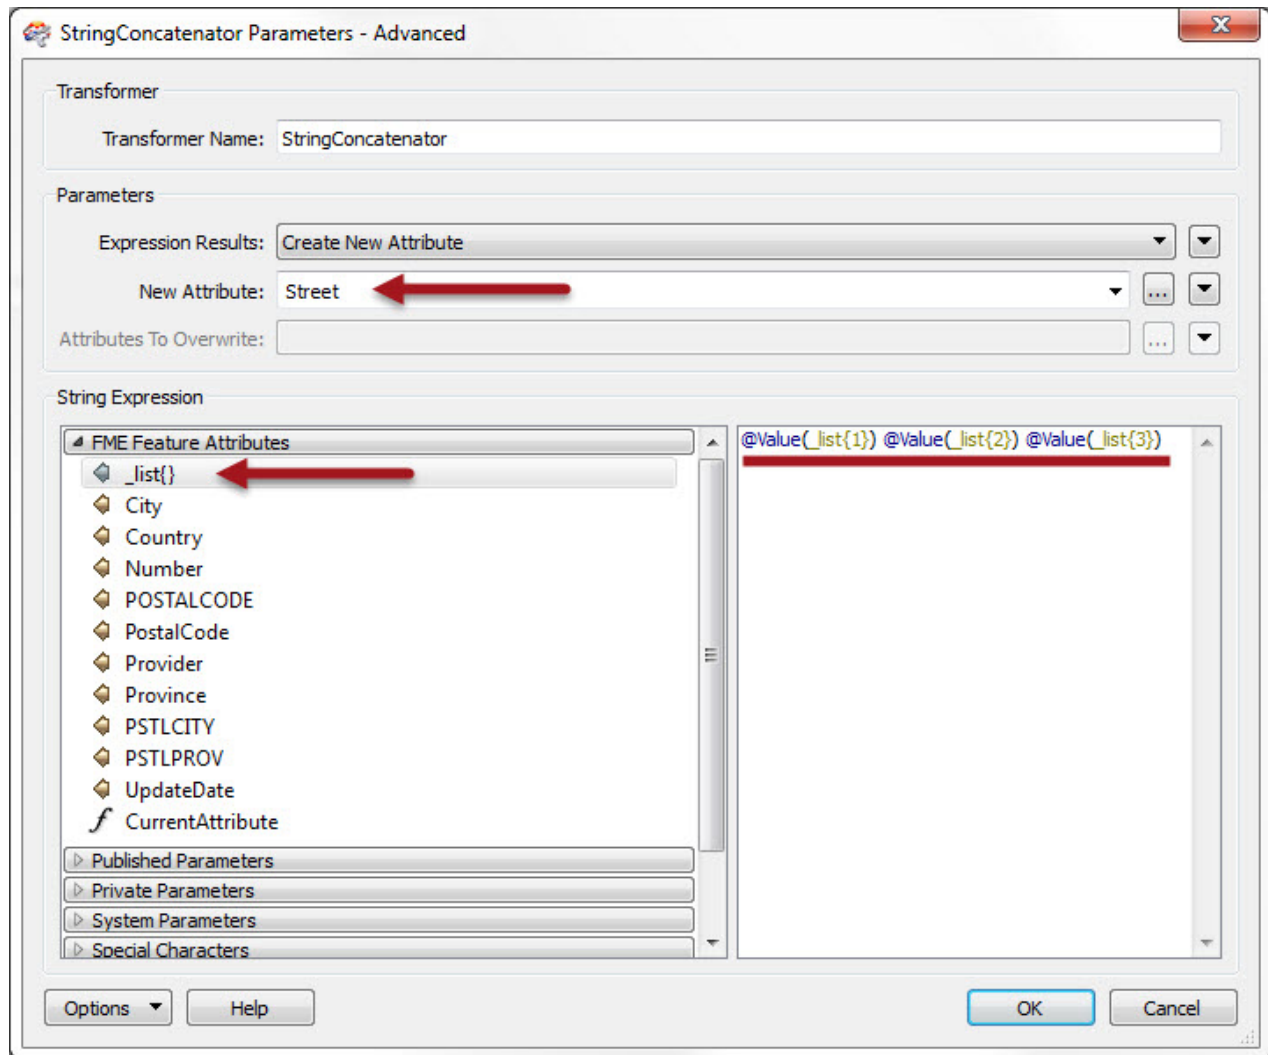 StringConcatenator Parameters - Advanced
Transformer
Transformer Name: StringConcatenator
Parameters
Expression Results: Create New Attribute
New Attribute: Street
...
Attributes To Overwrite:
...
String Expression
FME Feature Attributes
@Value(_list{1}) @Value(_list{2}) @Value(_list{3})
_list{}
City
Country
Number
POSTALCODE
PostalCode
Provider
Province
PSTLCITY
PSTLPROV
UpdateDate
f CurrentAttribute
Published Parameters
Private Parameters
System Parameters
Special Characters
Options Help OK Cancel